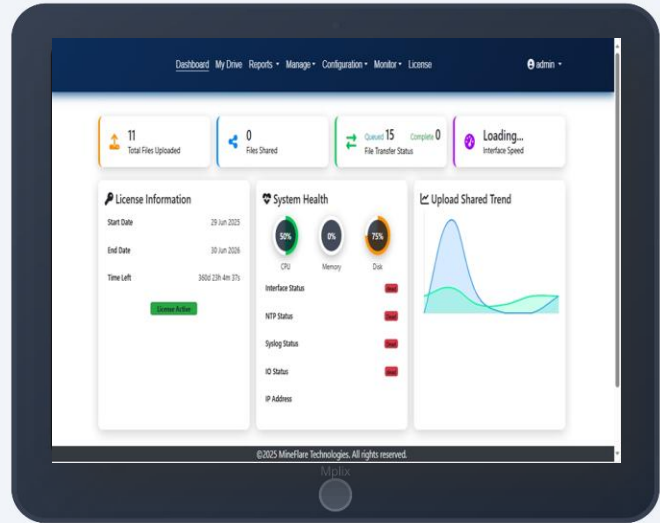 Dashboard My Drive Reports Manage Configuration Monitor License admin
11
Total Files Uploaded
0
Files Shared
Queued 15 Complete 0
File Transfer Status
Loading...
Interface Speed
License Information
Start Date 29 Jun 2025
End Date 30 Jun 2026
Time Left 360d 23h 4m 37s
License Active
System Health
50% 0% 75%
CPU Memory Disk
Interface Status
NTP Status
Syslog Status
IO Status
IP Address
Upload Shared Trend
©2025 MineFlare Technologies. All rights reserved.
Mplix